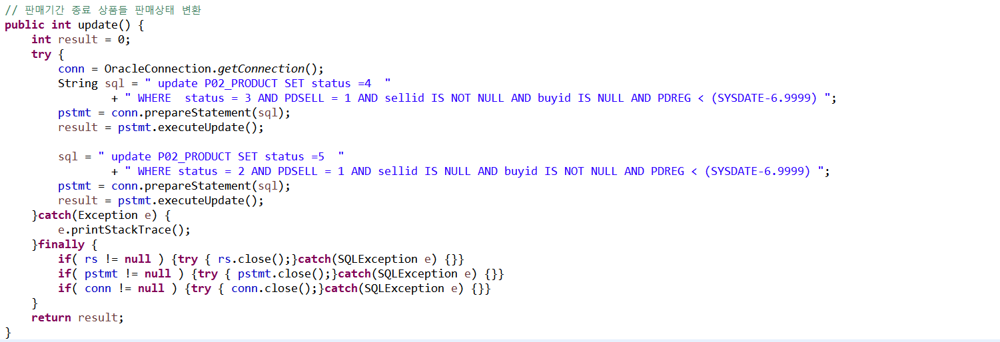 // 판매기간 종료 상품들 판매상태 변환
public int update() {
    int result = 0;
    try {
        conn = OracleConnection.getConnection();
        String sql = " update P02_PRODUCT SET status =4  "
                + " WHERE  status = 3 AND PDSELL = 1 AND sellid IS NOT NULL AND buyid IS NULL AND PDREG < (SYSDATE-6.9999) ";
        pstmt = conn.prepareStatement(sql);
        result = pstmt.executeUpdate();

        sql = " update P02_PRODUCT SET status =5  "
                + " WHERE status = 2 AND PDSELL = 1 AND sellid IS NULL AND buyid IS NOT NULL AND PDREG < (SYSDATE-6.9999) ";
        pstmt = conn.prepareStatement(sql);
        result = pstmt.executeUpdate();
    }catch(Exception e) {
        e.printStackTrace();
    }finally {
        if( rs != null ) {try { rs.close();}catch(SQLException e) {}}
        if( pstmt != null ) {try { pstmt.close();}catch(SQLException e) {}}
        if( conn != null ) {try { conn.close();}catch(SQLException e) {}}
    }
    return result;
}